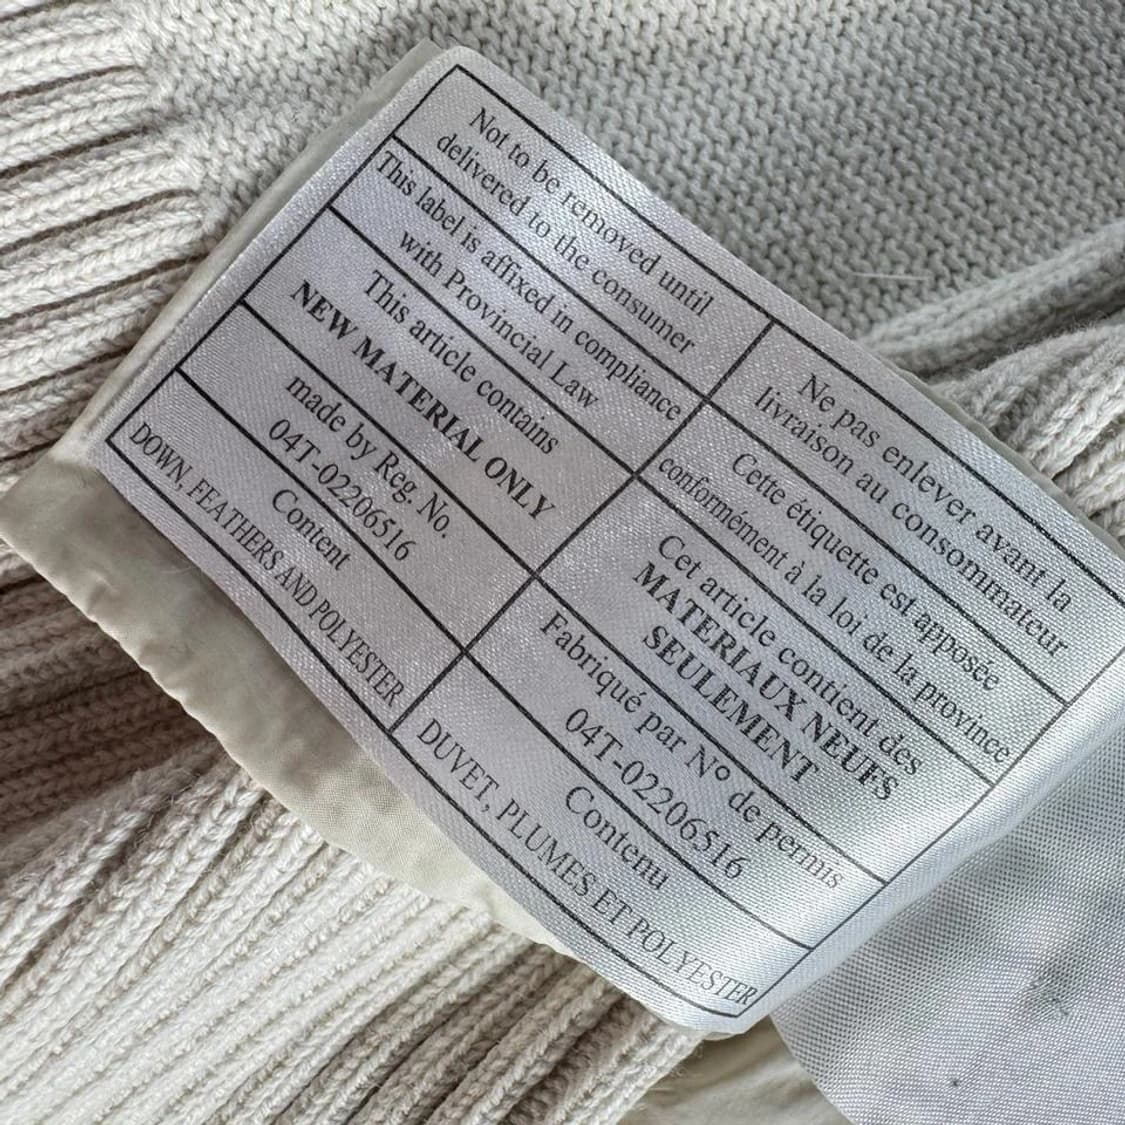 Not to be removed until
delivered to the consumer
This label is affixed in compliance
with Provincial Law
This article contains
NEW MATERIAL ONLY
made by Reg. No.
04T-02206516
Content
DOWN, FEATHERS AND POLYESTER
Ne pas enlever avant la
livraison au consommateur
Cette étiquette est apposée
conformément à la loi de la province
Cet article contient des
MATERIAUX NEUFS
SEULEMENT
Fabriqué par N° de permis
04T-02206516
Contenu
DUVET, PLUMES ET POLYESTER